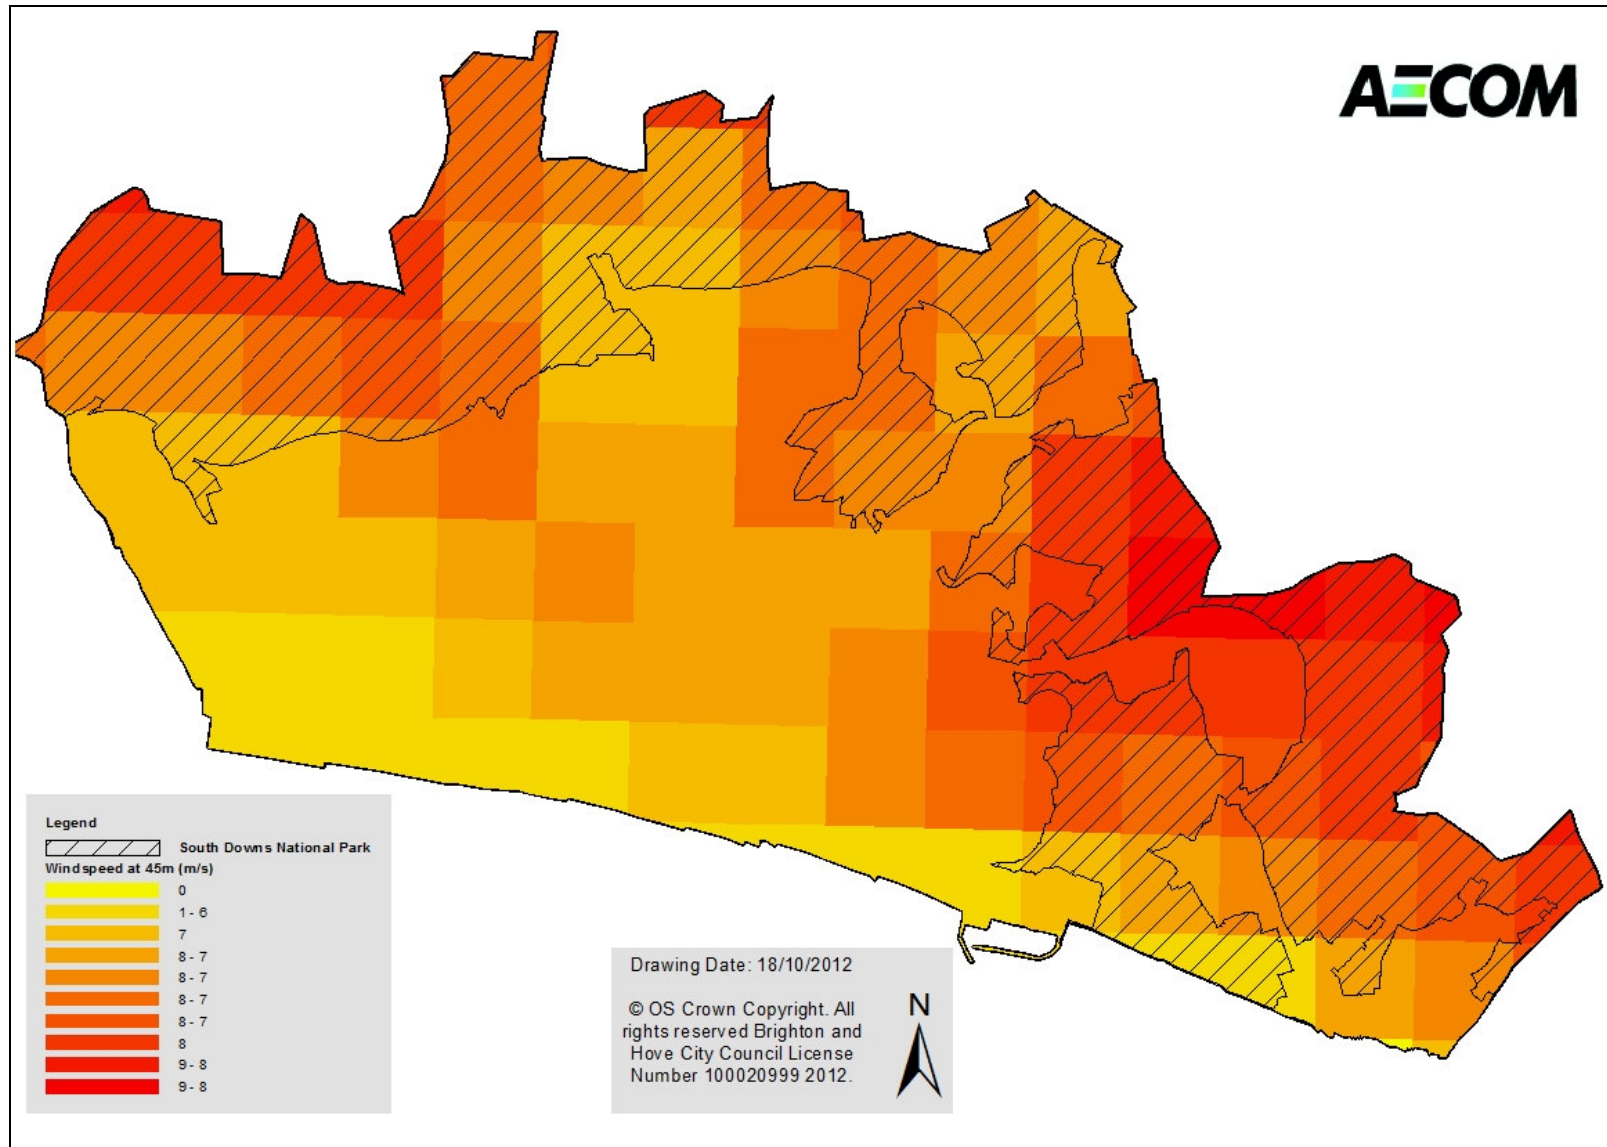 AECOM
Legend
South Downs National Park
Windspeed at 45m (m/s)
0
1 - 6
7
8 - 7
8 - 7
8 - 7
8 - 7
8
9 - 8
9 - 8
Drawing Date: 18/10/2012
© OS Crown Copyright. All
rights reserved Brighton and
Hove City Council License
Number 100020999 2012.
N